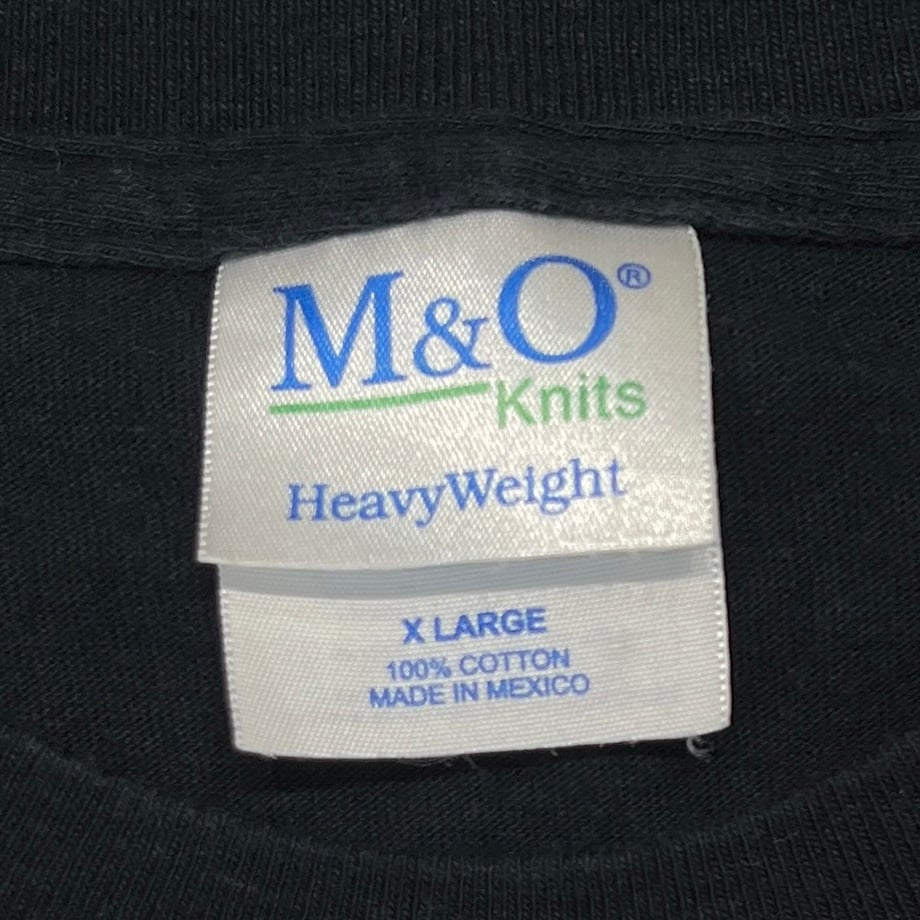 M&O®
Knits
HeavyWeight
X LARGE
100% COTTON
MADE IN MEXICO